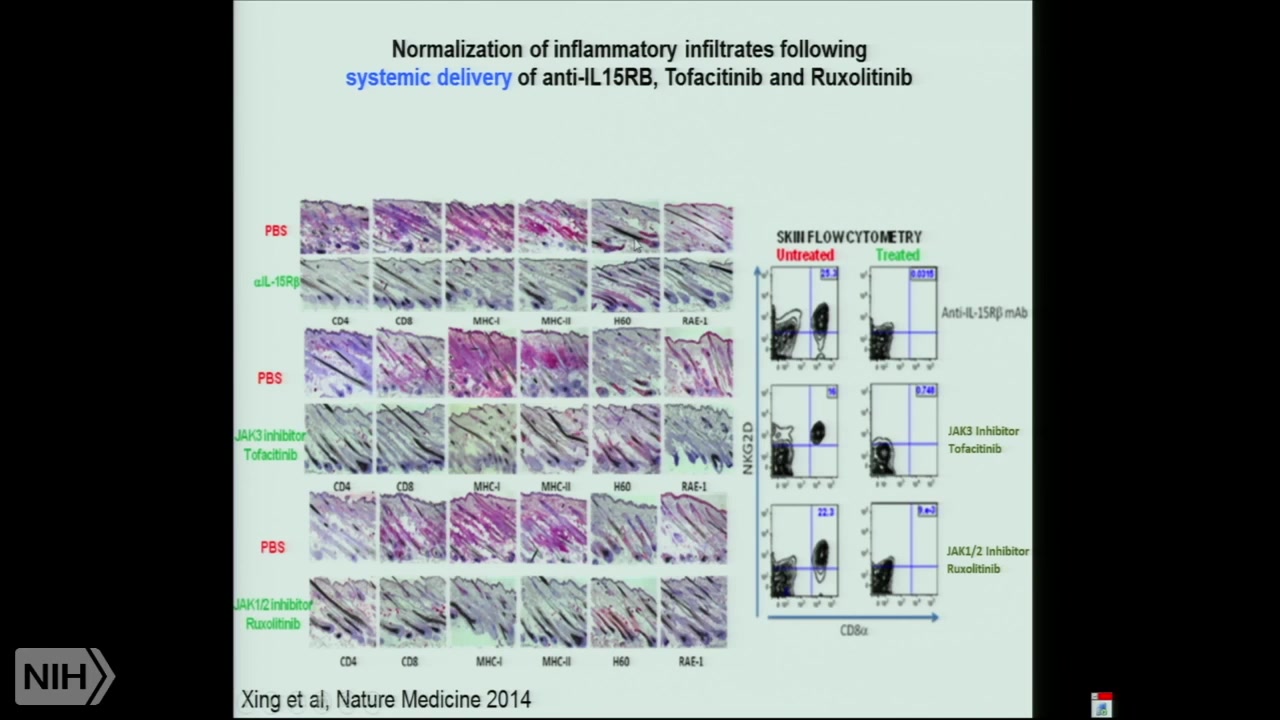 Normalization of inflammatory infiltrates following
systemic delivery of anti-IL15RB, Tofacitinib and Ruxolitinib
PBS
αIL-15Rβ
CD4 CD8 MHC-I MHC-II H60 RAE-1
PBS
JAK3 inhibitor
Tofacitinib
CD4 CD8 MHC-I MHC-II H60 RAE-1
PBS
JAK1/2 inhibitor
Ruxolitinib
CD4 CD8 MHC-I MHC-II H60 RAE-1
SKIN FLOW CYTOMETRY
Untreated Treated
25.3 0.0315
Anti-IL-15Rβ mAb
16 0.748
JAK3 Inhibitor
Tofacitinib
22.3
JAK1/2 Inhibitor
Ruxolitinib
NKG2D
CD8α
Xing et al, Nature Medicine 2014
NIH